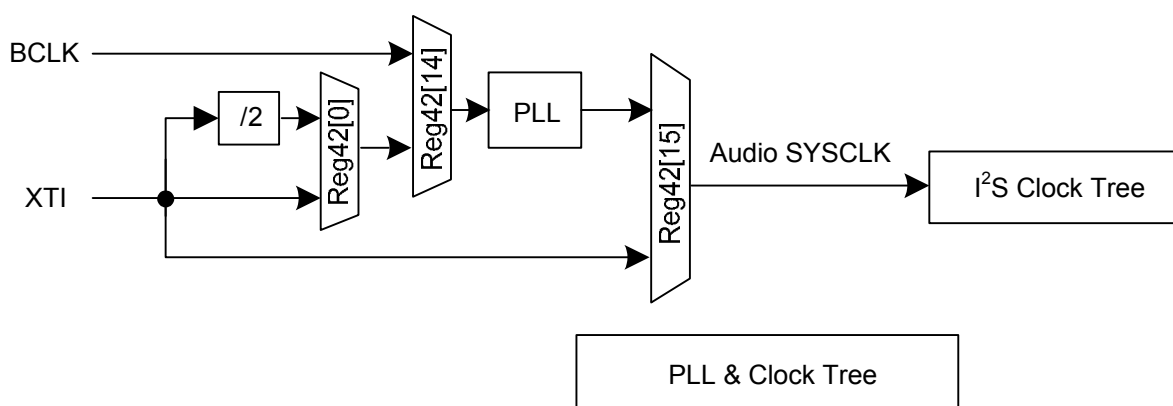 BCLK
Reg42[14]
/2
Reg42[0]
PLL
Reg42[15]
Audio SYSCLK
I²S Clock Tree
XTI
PLL & Clock Tree